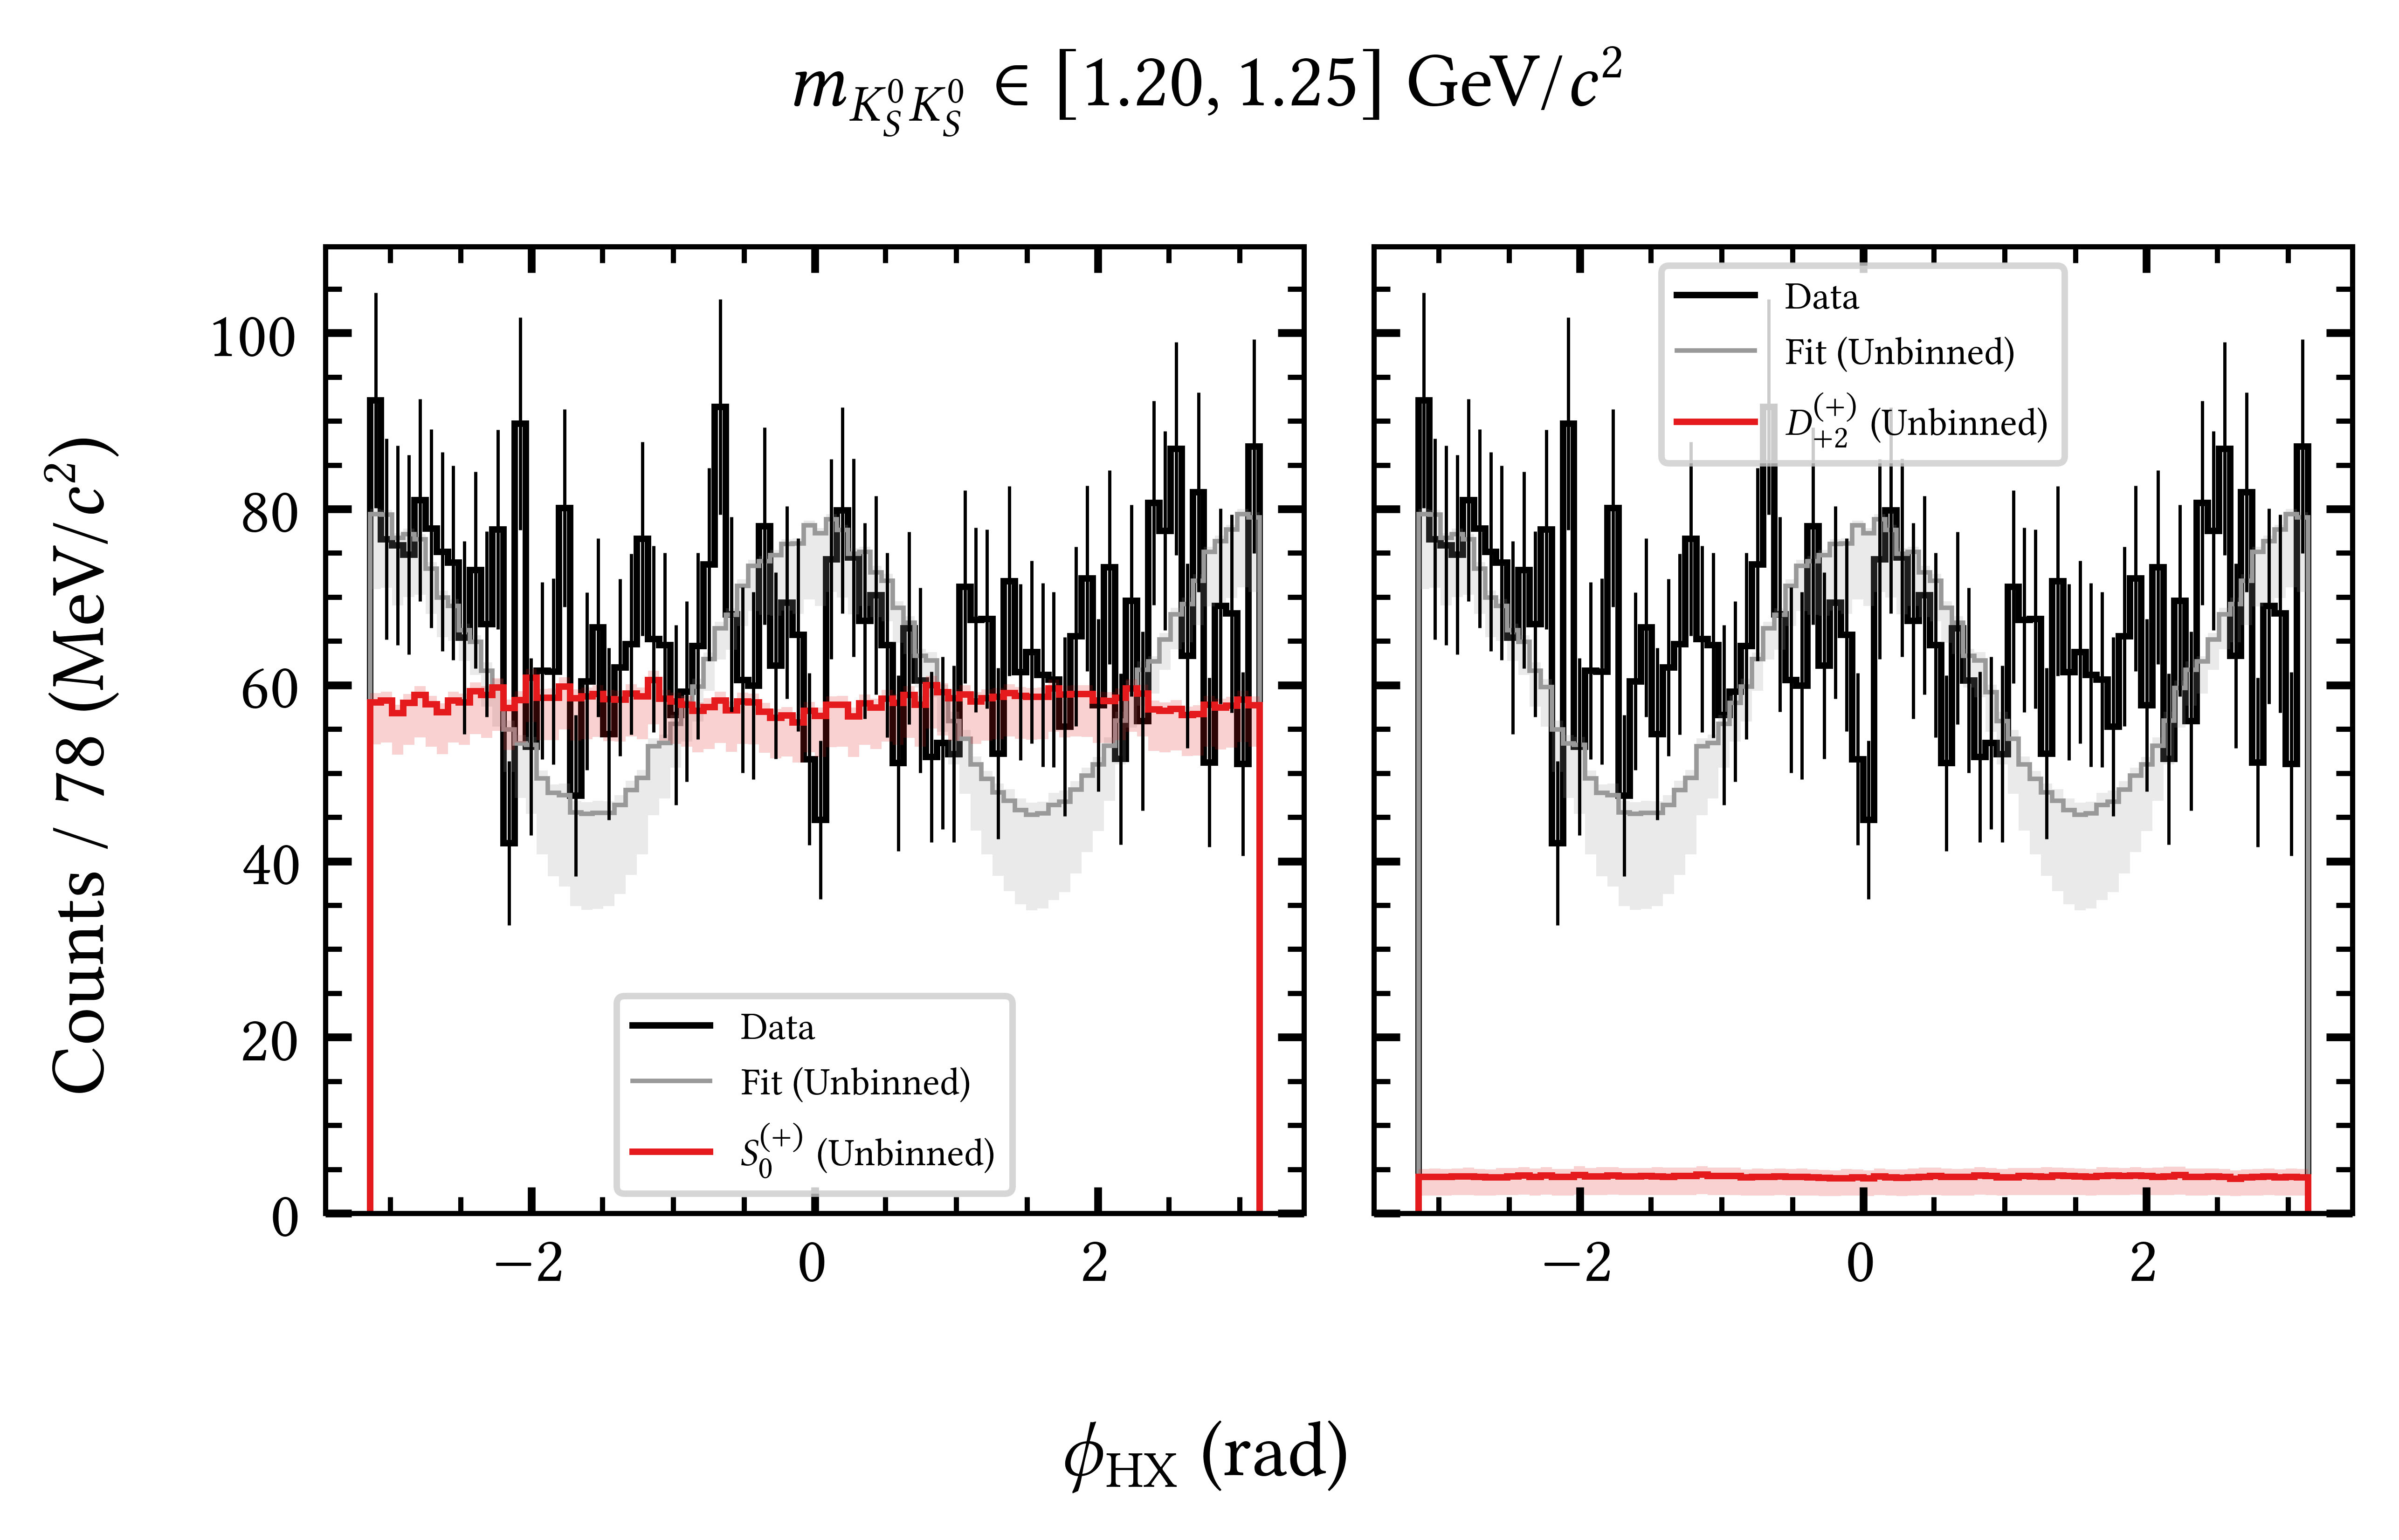 m_{K_S^0 K_S^0} ∈ [1.20, 1.25] GeV/c²
Counts / 78 (MeV/c²)
100
80
60
40
20
0
Data
Fit (Unbinned)
S_0^{(+)} (Unbinned)
−2
0
2
Data
Fit (Unbinned)
D_{+2}^{(+)} (Unbinned)
−2
0
2
ϕ_{HX} (rad)